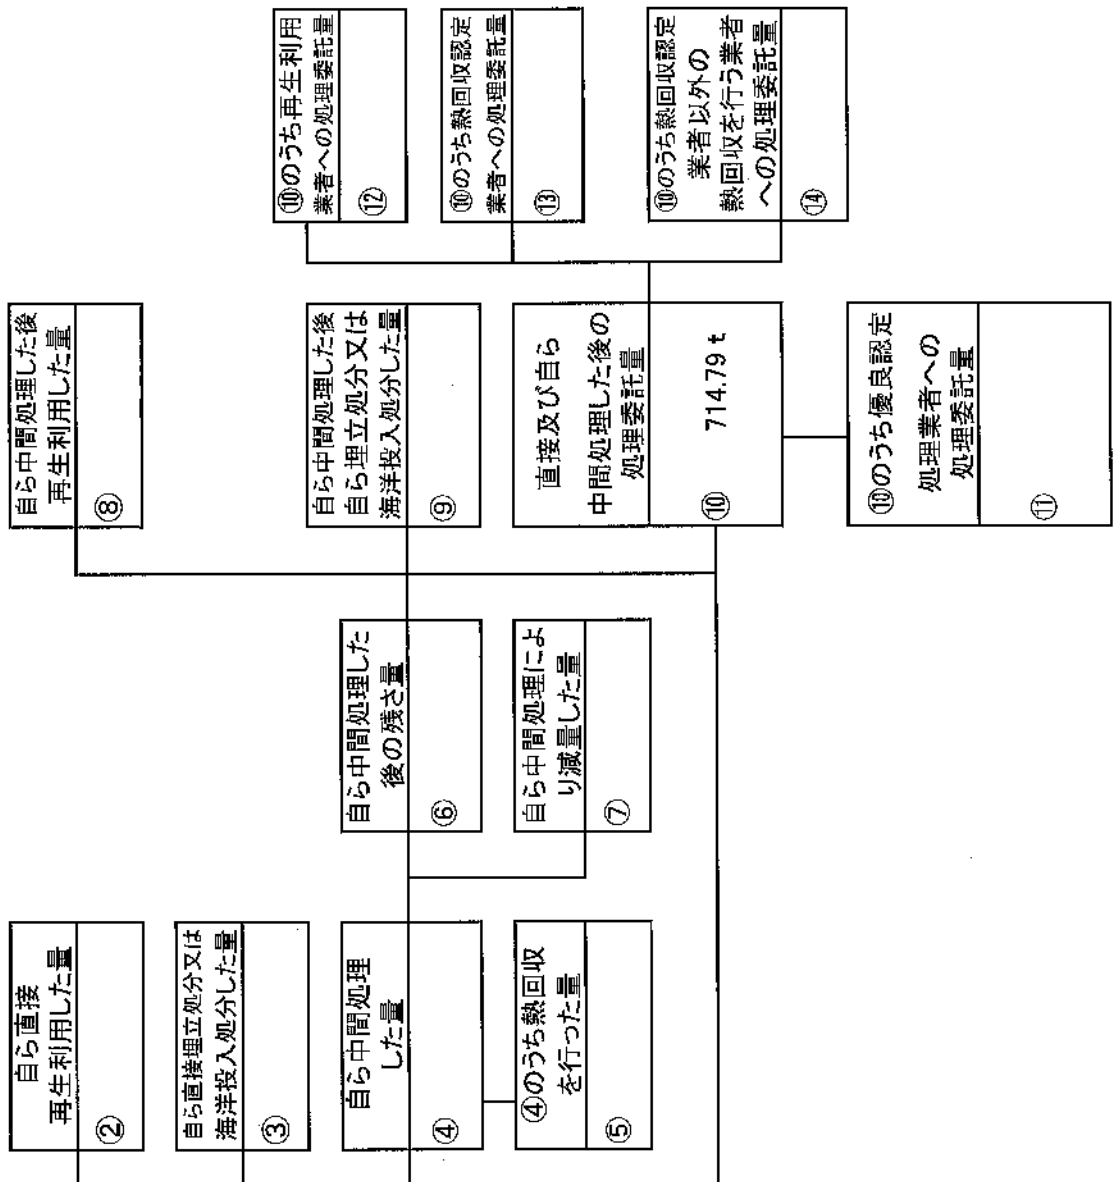 自ら直接
再生利用した量
②
自ら直接埋立処分又は
海洋投入処分した量
③
自ら中間処理
した量
④
④のうち熱回収
を行った量
⑤
自ら中間処理した
後の残さ量
⑥
自ら中間処理によ
り減量した量
⑦
自ら中間処理した後
再生利用した量
⑧
自ら中間処理した後
自ら埋立処分又は
海洋投入処分した量
⑨
直接及び自ら
中間処理した後の
処理委託量
⑩ 714.79 t
⑩のうち優良認定
処理業者への
処理委託量
⑪
⑩のうち再生利用
業者への処理委託量
⑫
⑩のうち熱回収認定
業者への処理委託量
⑬
⑩のうち熱回収認定
業者以外の
熱回収を行う業者
への処理委託量
⑭